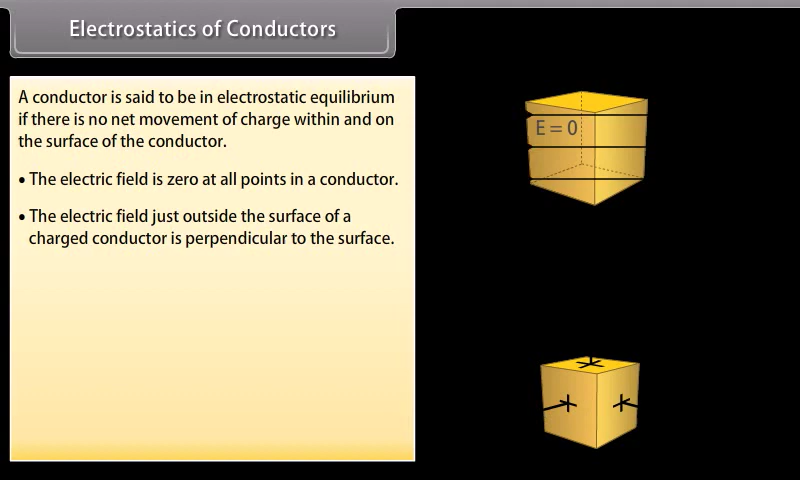 Electrostatics of Conductors
A conductor is said to be in electrostatic equilibrium
if there is no net movement of charge within and on
the surface of the conductor.
• The electric field is zero at all points in a conductor.
• The electric field just outside the surface of a
charged conductor is perpendicular to the surface.
E = 0